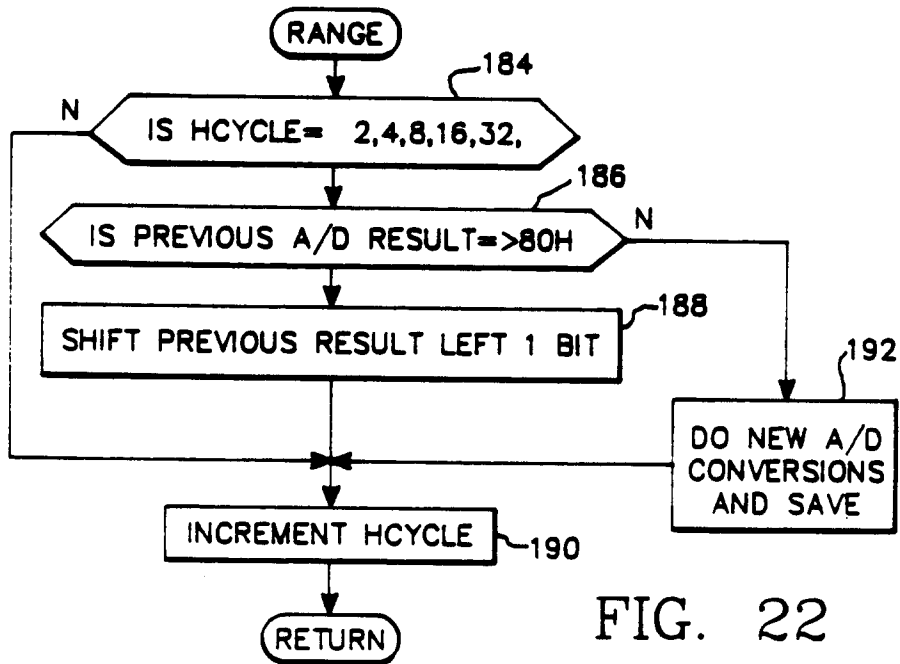 RANGE
184
N
IS HCYCLE= 2,4,8,16,32,
186
IS PREVIOUS A/D RESULT=>80H
N
188
SHIFT PREVIOUS RESULT LEFT 1 BIT
192
DO NEW A/D
CONVERSIONS
AND SAVE
INCREMENT HCYCLE
190
RETURN
FIG. 22